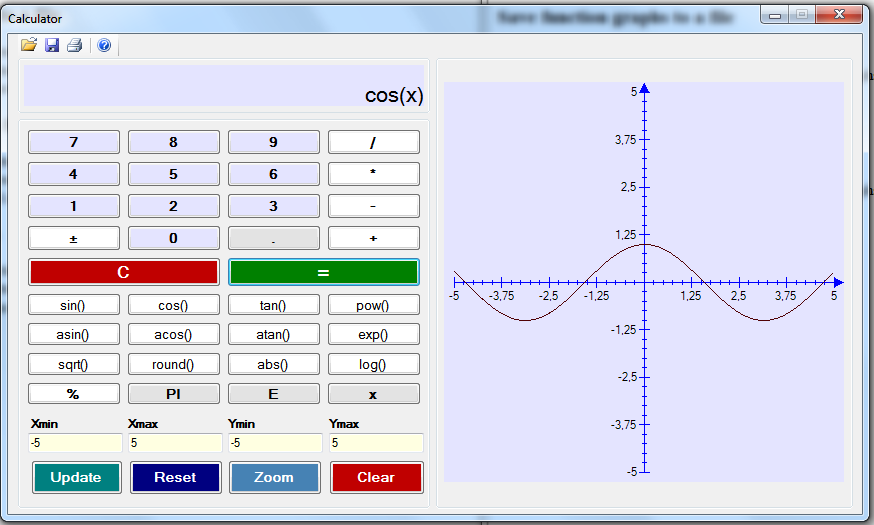 Calculator
Save function graphs to a file
cos(x)
7 8 9 /
4 5 6 *
1 2 3 -
± 0 . +
C =
sin() cos() tan() pow()
asin() acos() atan() exp()
sqrt() round() abs() log()
% PI E x
Xmin Xmax Ymin Ymax
-5 5 -5 5
Update Reset Zoom Clear
5
3,75
2,5
1,25
-5 -3,75 -2,5 -1,25 1,25 2,5 3,75 5
-1,25
-2,5
-3,75
-5